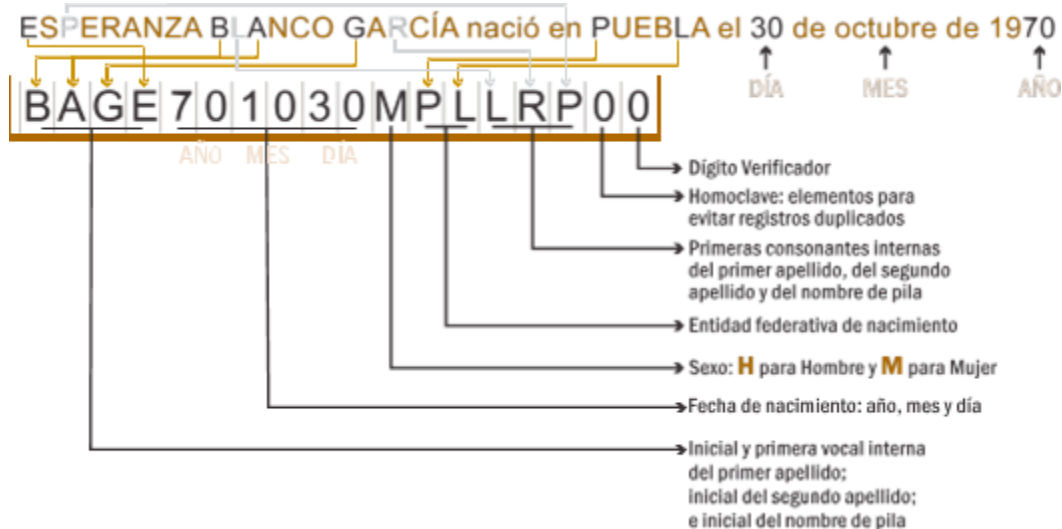 ESPERANZA BLANCO GARCÍA nació en PUEBLA el 30 de octubre de 1970
DÍA MES AÑO
BAGE701030MPLLRP00
AÑO MES DÍA
Dígito Verificador
Homoclave: elementos para
evitar registros duplicados
Primeras consonantes internas
del primer apellido, del segundo
apellido y del nombre de pila
Entidad federativa de nacimiento
Sexo: H para Hombre y M para Mujer
Fecha de nacimiento: año, mes y día
Inicial y primera vocal interna
del primer apellido;
inicial del segundo apellido;
e inicial del nombre de pila